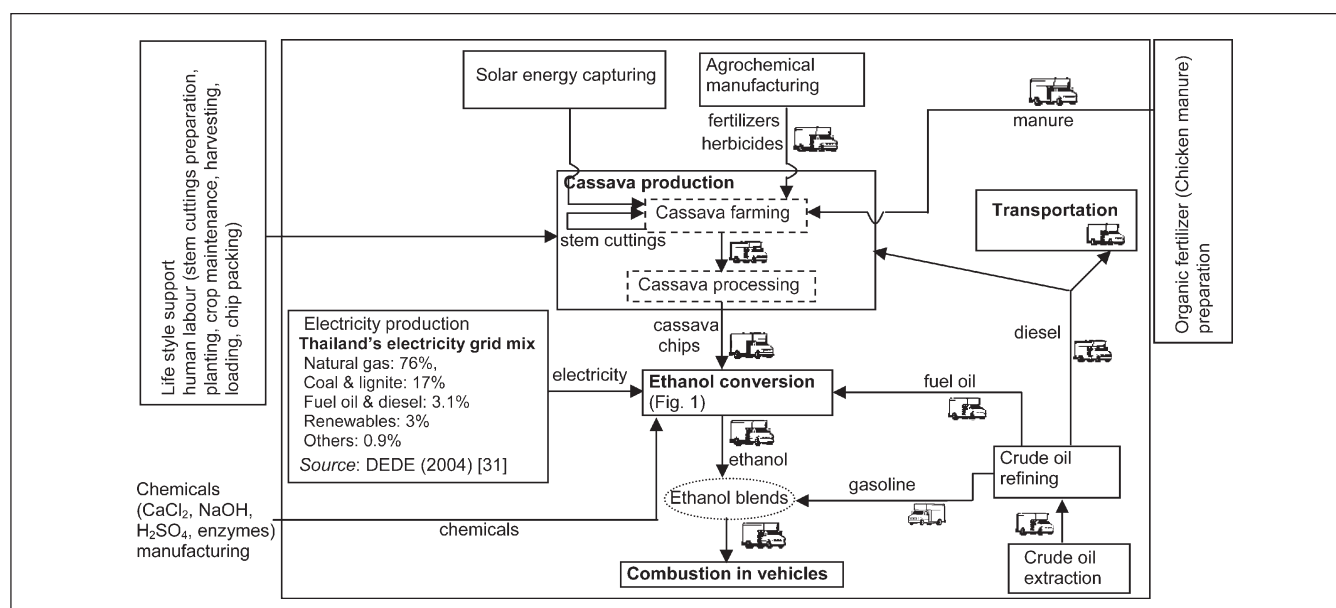 Life style support
human labour (stem cuttings preparation,
planting, crop maintenance, harvesting,
loading, chip packing)
Solar energy capturing
Agrochemical
manufacturing
fertilizers
herbicides
manure
Organic fertilizer (Chicken manure)
preparation
Cassava production
Cassava farming
stem cuttings
Cassava processing
Transportation
cassava
chips
diesel
Electricity production
Thailand's electricity grid mix
Natural gas: 76%,
Coal & lignite: 17%
Fuel oil & diesel: 3.1%
Renewables: 3%
Others: 0.9%
Source: DEDE (2004) [31]
electricity
Ethanol conversion
(Fig. 1)
fuel oil
ethanol
Crude oil
refining
Ethanol blends
gasoline
Chemicals
(CaCl₂, NaOH,
H₂SO₄, enzymes)
manufacturing
chemicals
Combustion in vehicles
Crude oil
extraction